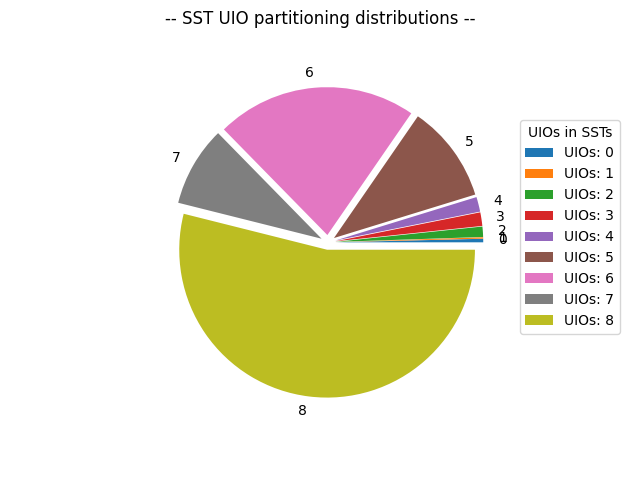 -- SST UIO partitioning distributions --
6
5
7
4
3
2
1
0
8
UIOs in SSTs
UIOs: 0
UIOs: 1
UIOs: 2
UIOs: 3
UIOs: 4
UIOs: 5
UIOs: 6
UIOs: 7
UIOs: 8